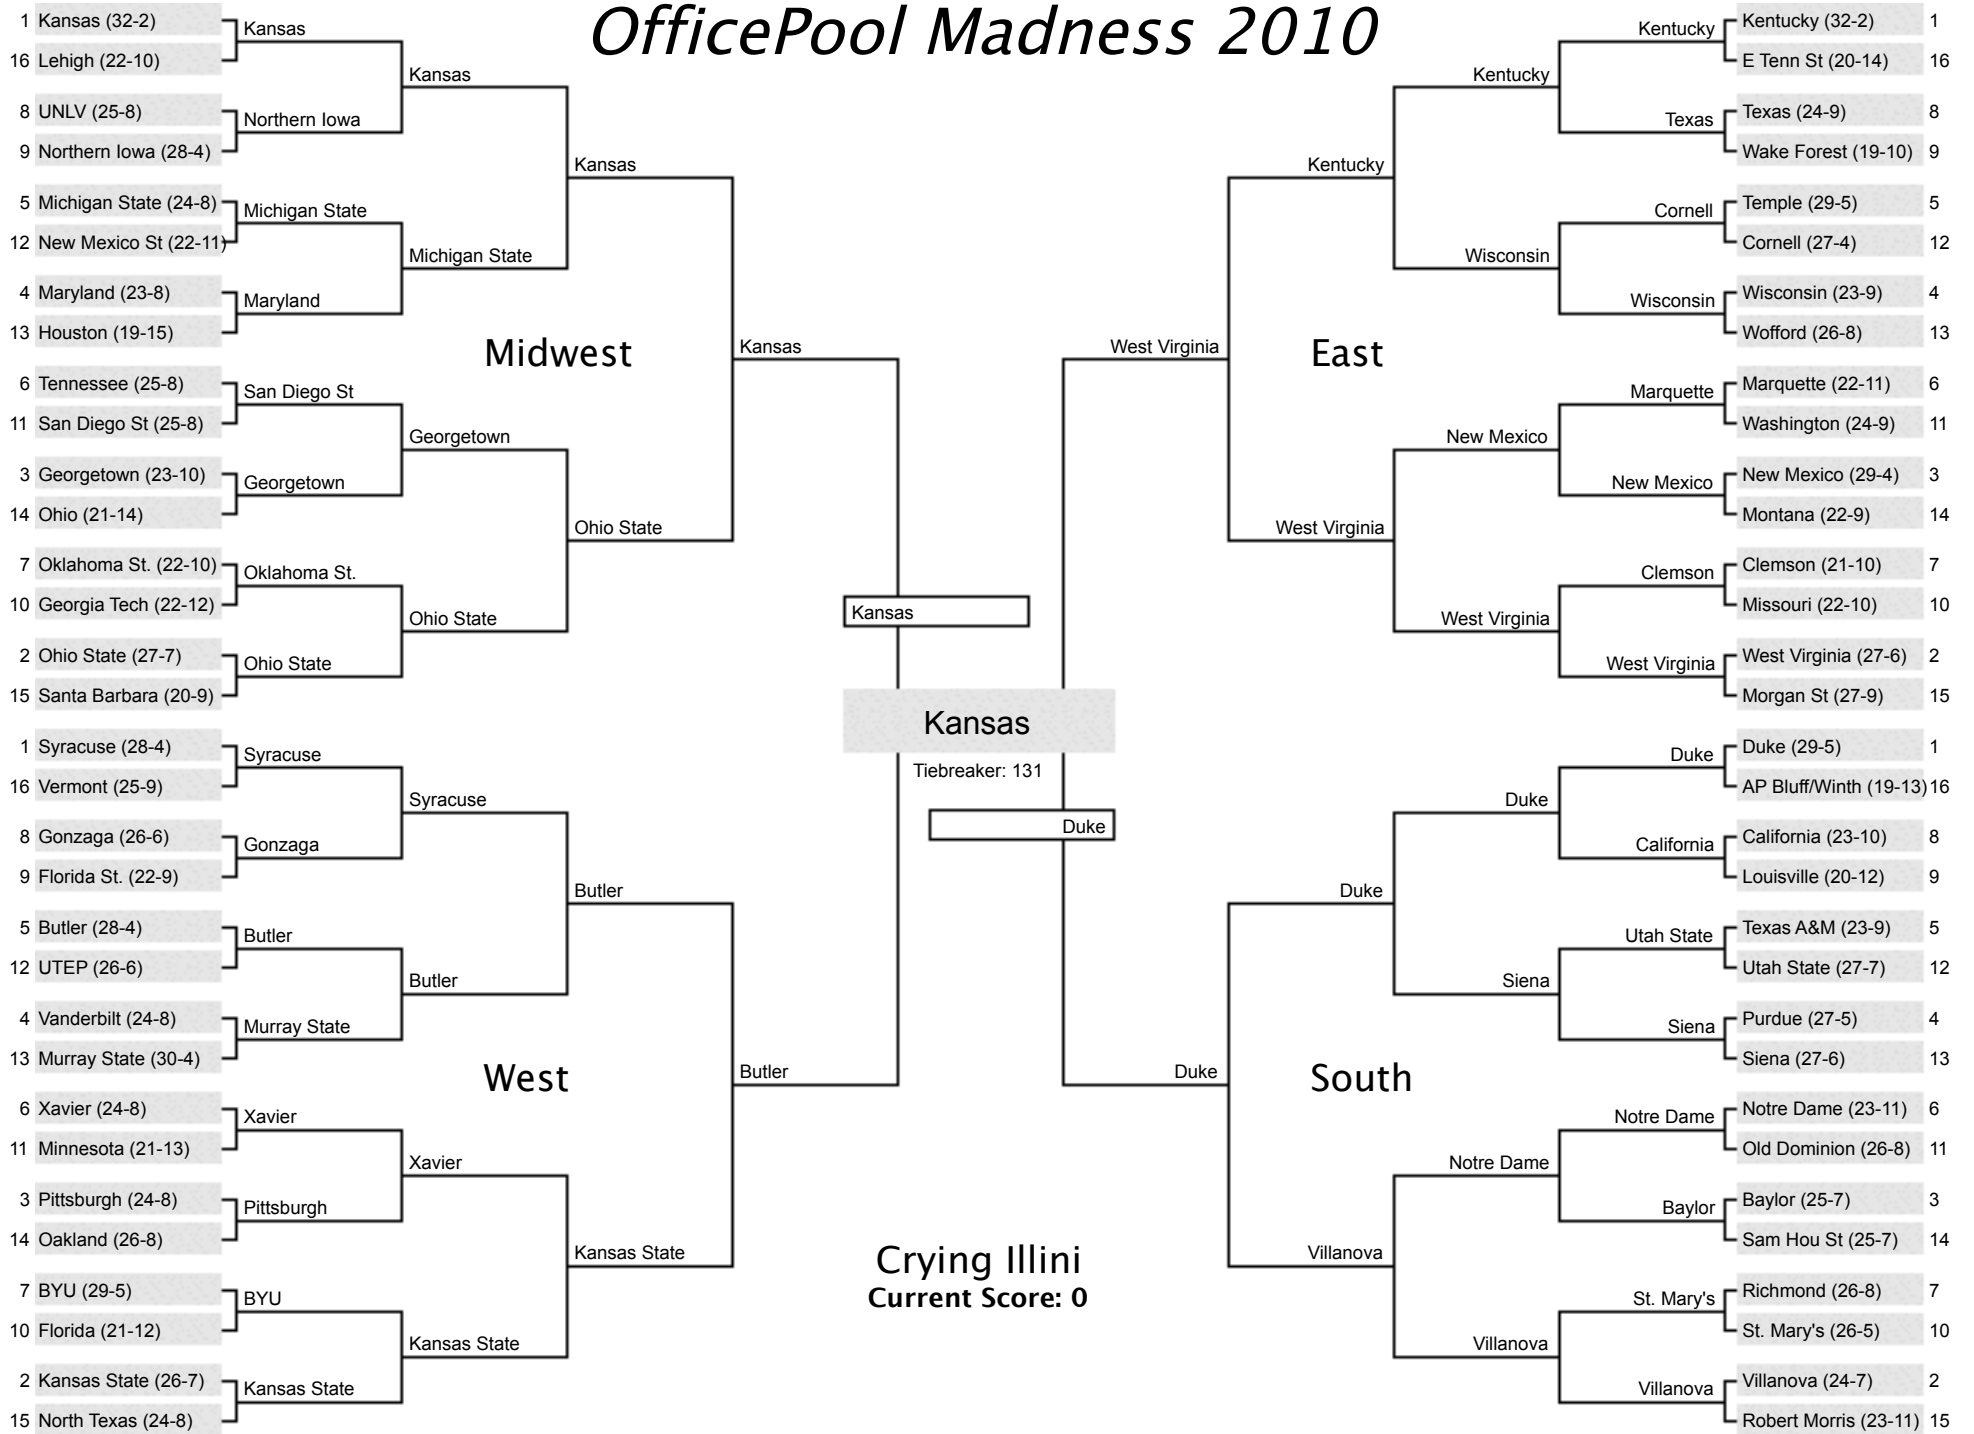 OfficePool Madness 2010
1 Kansas (32-2)
16 Lehigh (22-10)
8 UNLV (25-8)
9 Northern Iowa (28-4)
5 Michigan State (24-8)
12 New Mexico St (22-11)
4 Maryland (23-8)
13 Houston (19-15)
6 Tennessee (25-8)
11 San Diego St (25-8)
3 Georgetown (23-10)
14 Ohio (21-14)
7 Oklahoma St. (22-10)
10 Georgia Tech (22-12)
2 Ohio State (27-7)
15 Santa Barbara (20-9)
Kansas
Northern Iowa
Michigan State
Maryland
San Diego St
Georgetown
Oklahoma St.
Ohio State
Kansas
Michigan State
Georgetown
Ohio State
Kansas
Ohio State
Midwest
Kansas
1 Syracuse (28-4)
16 Vermont (25-9)
8 Gonzaga (26-6)
9 Florida St. (22-9)
5 Butler (28-4)
12 UTEP (26-6)
4 Vanderbilt (24-8)
13 Murray State (30-4)
6 Xavier (24-8)
11 Minnesota (21-13)
3 Pittsburgh (24-8)
14 Oakland (26-8)
7 BYU (29-5)
10 Florida (21-12)
2 Kansas State (26-7)
15 North Texas (24-8)
Syracuse
Gonzaga
Butler
Murray State
Xavier
Pittsburgh
BYU
Kansas State
Syracuse
Butler
Xavier
Kansas State
Butler
Kansas State
West
Butler
Kansas
Kansas
Tiebreaker: 131
Duke
Crying Illini
Current Score: 0
Kentucky (32-2) 1
E Tenn St (20-14) 16
Texas (24-9) 8
Wake Forest (19-10) 9
Temple (29-5) 5
Cornell (27-4) 12
Wisconsin (23-9) 4
Wofford (26-8) 13
Marquette (22-11) 6
Washington (24-9) 11
New Mexico (29-4) 3
Montana (22-9) 14
Clemson (21-10) 7
Missouri (22-10) 10
West Virginia (27-6) 2
Morgan St (27-9) 15
Kentucky
Texas
Cornell
Wisconsin
Marquette
New Mexico
Clemson
West Virginia
Kentucky
Wisconsin
New Mexico
West Virginia
Kentucky
West Virginia
East
West Virginia
Duke (29-5) 1
AP Bluff/Winth (19-13) 16
California (23-10) 8
Louisville (20-12) 9
Texas A&M (23-9) 5
Utah State (27-7) 12
Purdue (27-5) 4
Siena (27-6) 13
Notre Dame (23-11) 6
Old Dominion (26-8) 11
Baylor (25-7) 3
Sam Hou St (25-7) 14
Richmond (26-8) 7
St. Mary's (26-5) 10
Villanova (24-7) 2
Robert Morris (23-11) 15
Duke
California
Utah State
Siena
Notre Dame
Baylor
St. Mary's
Villanova
Duke
Siena
Notre Dame
Villanova
Duke
Villanova
South
Duke